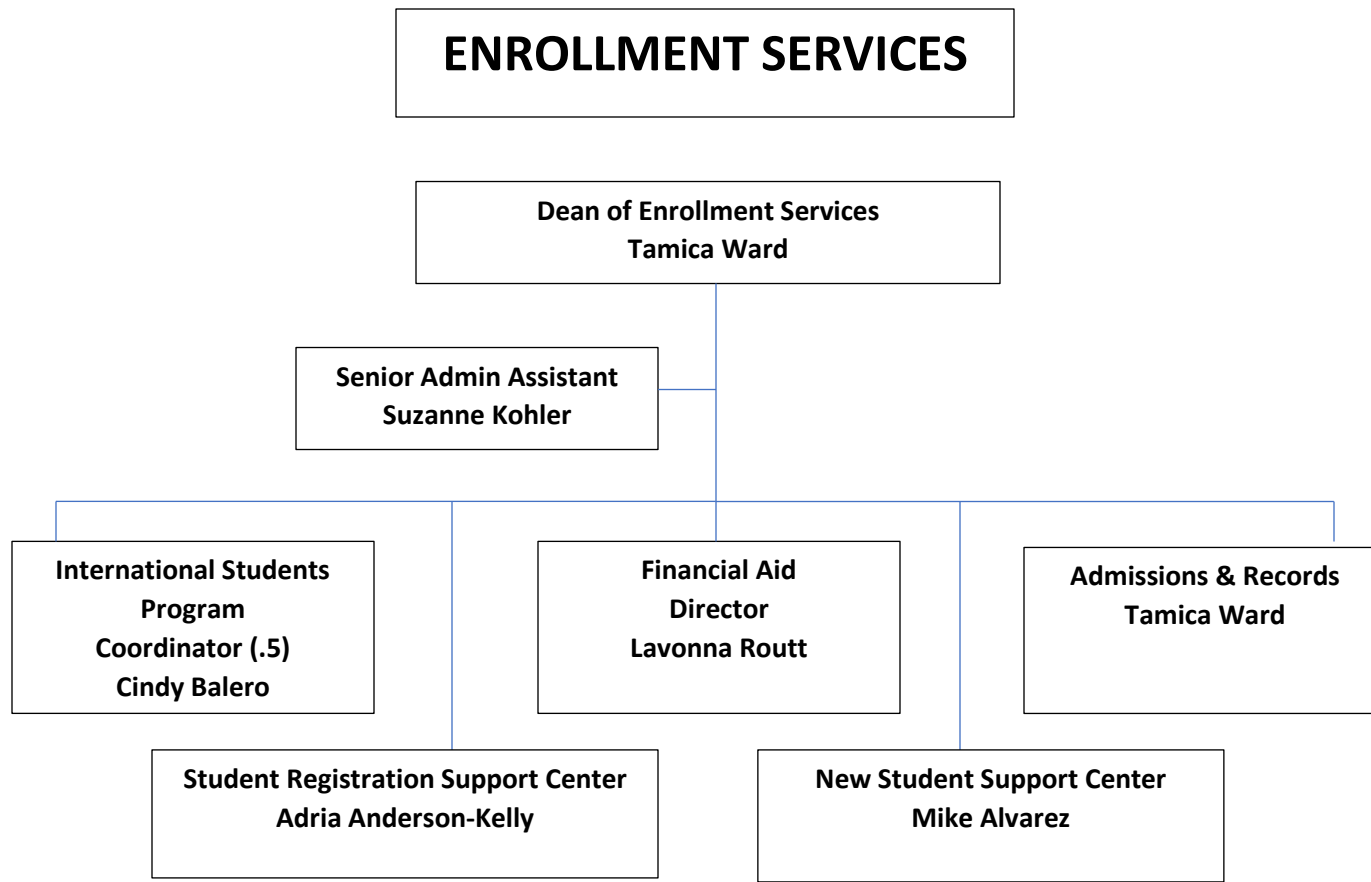 ENROLLMENT SERVICES
Dean of Enrollment Services
Tamica Ward
Senior Admin Assistant
Suzanne Kohler
International Students
Program
Coordinator (.5)
Cindy Balero
Financial Aid
Director
Lavonna Routt
Admissions & Records
Tamica Ward
Student Registration Support Center
Adria Anderson-Kelly
New Student Support Center
Mike Alvarez